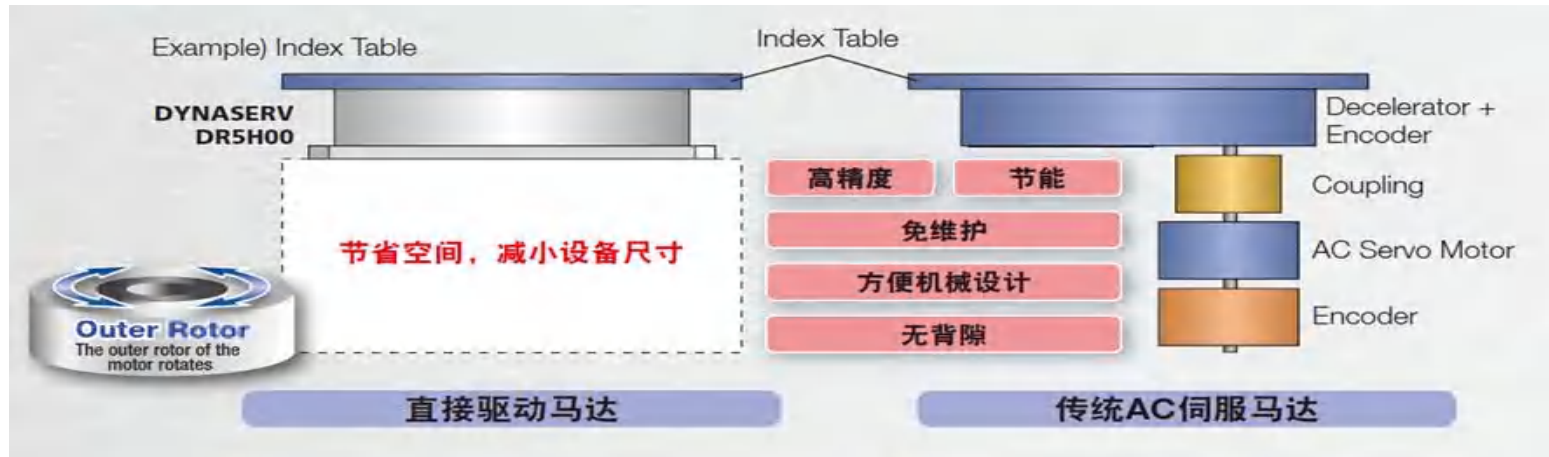 Example) Index Table
Index Table
DYNASERV
DR5H00
Decelerator +
Encoder
高精度
节能
Coupling
免维护
节省空间，减小设备尺寸
AC Servo Motor
方便机械设计
Encoder
无背隙
Outer Rotor
The outer rotor of the
motor rotates
直接驱动马达
传统AC伺服马达